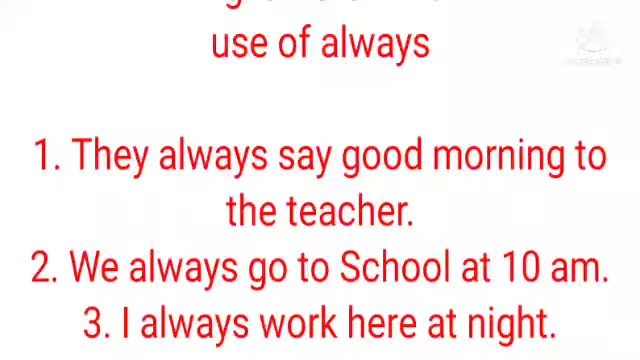 use of always
1. They always say good morning to
the teacher.
2. We always go to School at 10 am.
3. I always work here at night.